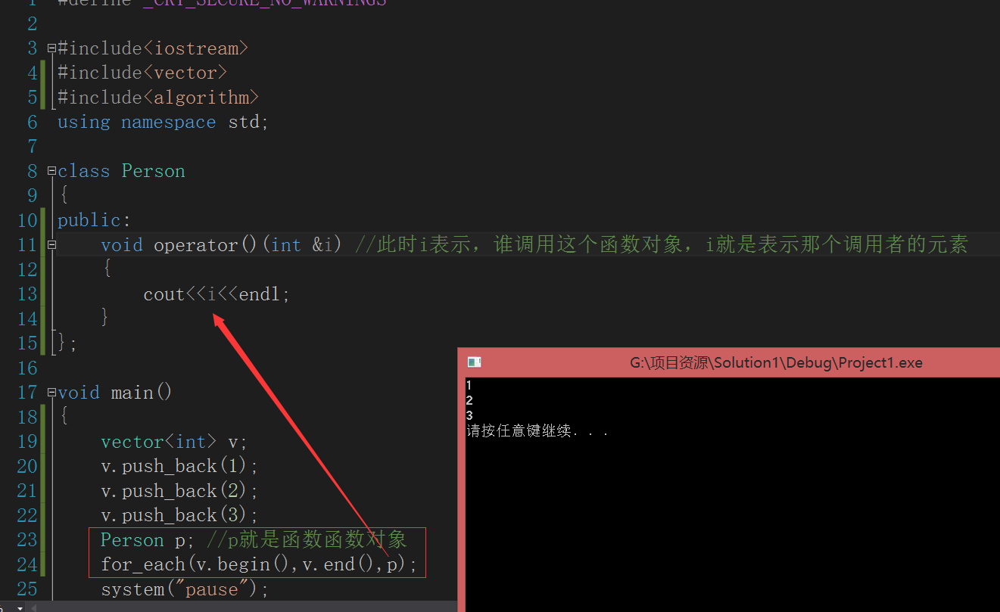 1 #define _CRT_SECURE_NO_WARNINGS
2
3 #include<iostream>
4 #include<vector>
5 #include<algorithm>
6 using namespace std;
7
8 class Person
9 {
10 public:
11 void operator()(int &i) //此时i表示，谁调用这个函数对象，i就是表示那个调用者的元素
12 {
13 cout<<i<<endl;
14 }
15 };
16
17 void main()
18 {
19 vector<int> v;
20 v.push_back(1);
21 v.push_back(2);
22 v.push_back(3);
23 Person p; //p就是函数函数对象
24 for_each(v.begin(),v.end(),p);
25 system("pause");
G:\项目资源\Solution1\Debug\Project1.exe
1
2
3
请按任意键继续. . .